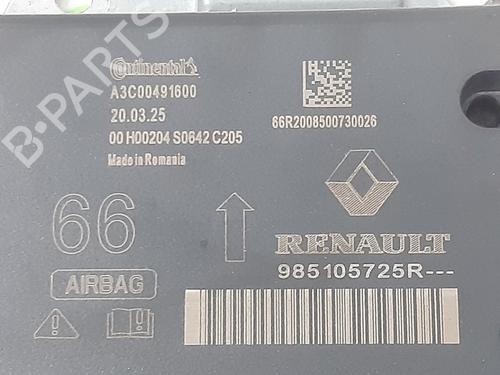 Continental
A3C00491600
20.03.25
00 H00204 S0642 C205
Made in Romania
66R2008500730026
66
AIRBAG
RENAULT
985105725R---
B-PARTS